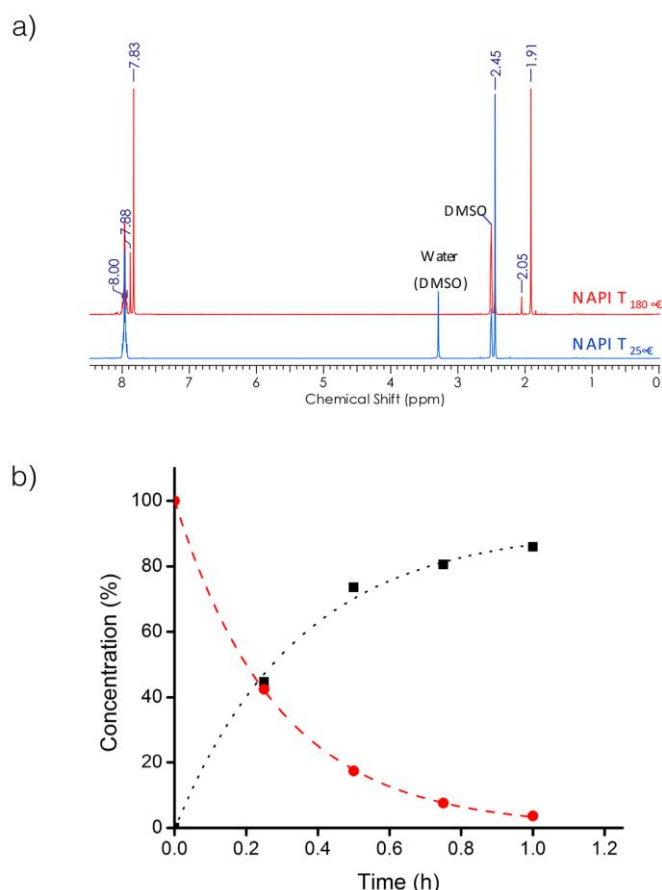 a)
7.83
2.45
1.91
DMSO
7.88
Water
(DMSO)
8.00
2.05
NAPI T 180 •€
NAPI T 25•€
8 7 6 5 4 3 2 1 0
Chemical Shift (ppm)
b)
100
80
60
40
20
0
0.0 0.2 0.4 0.6 0.8 1.0 1.2
Concentration (%)
Time (h)